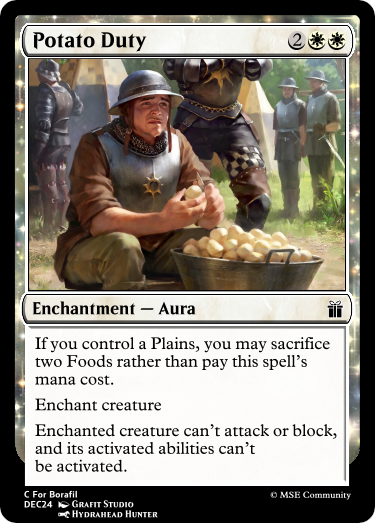 Potato Duty 2
Enchantment — Aura
If you control a Plains, you may sacrifice
two Foods rather than pay this spell's
mana cost.
Enchant creature
Enchanted creature can't attack or block,
and its activated abilities can't
be activated.
C For Borafil
DEC24 Grafit Studio
Hydrahead Hunter
© MSE Community